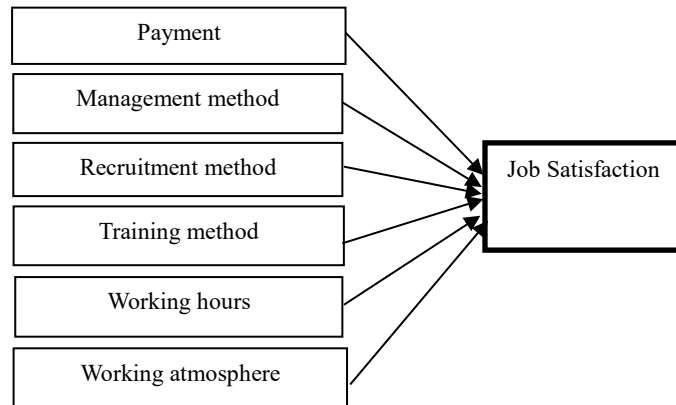 Payment
Management method
Recruitment method
Training method
Working hours
Working atmosphere
Job Satisfaction